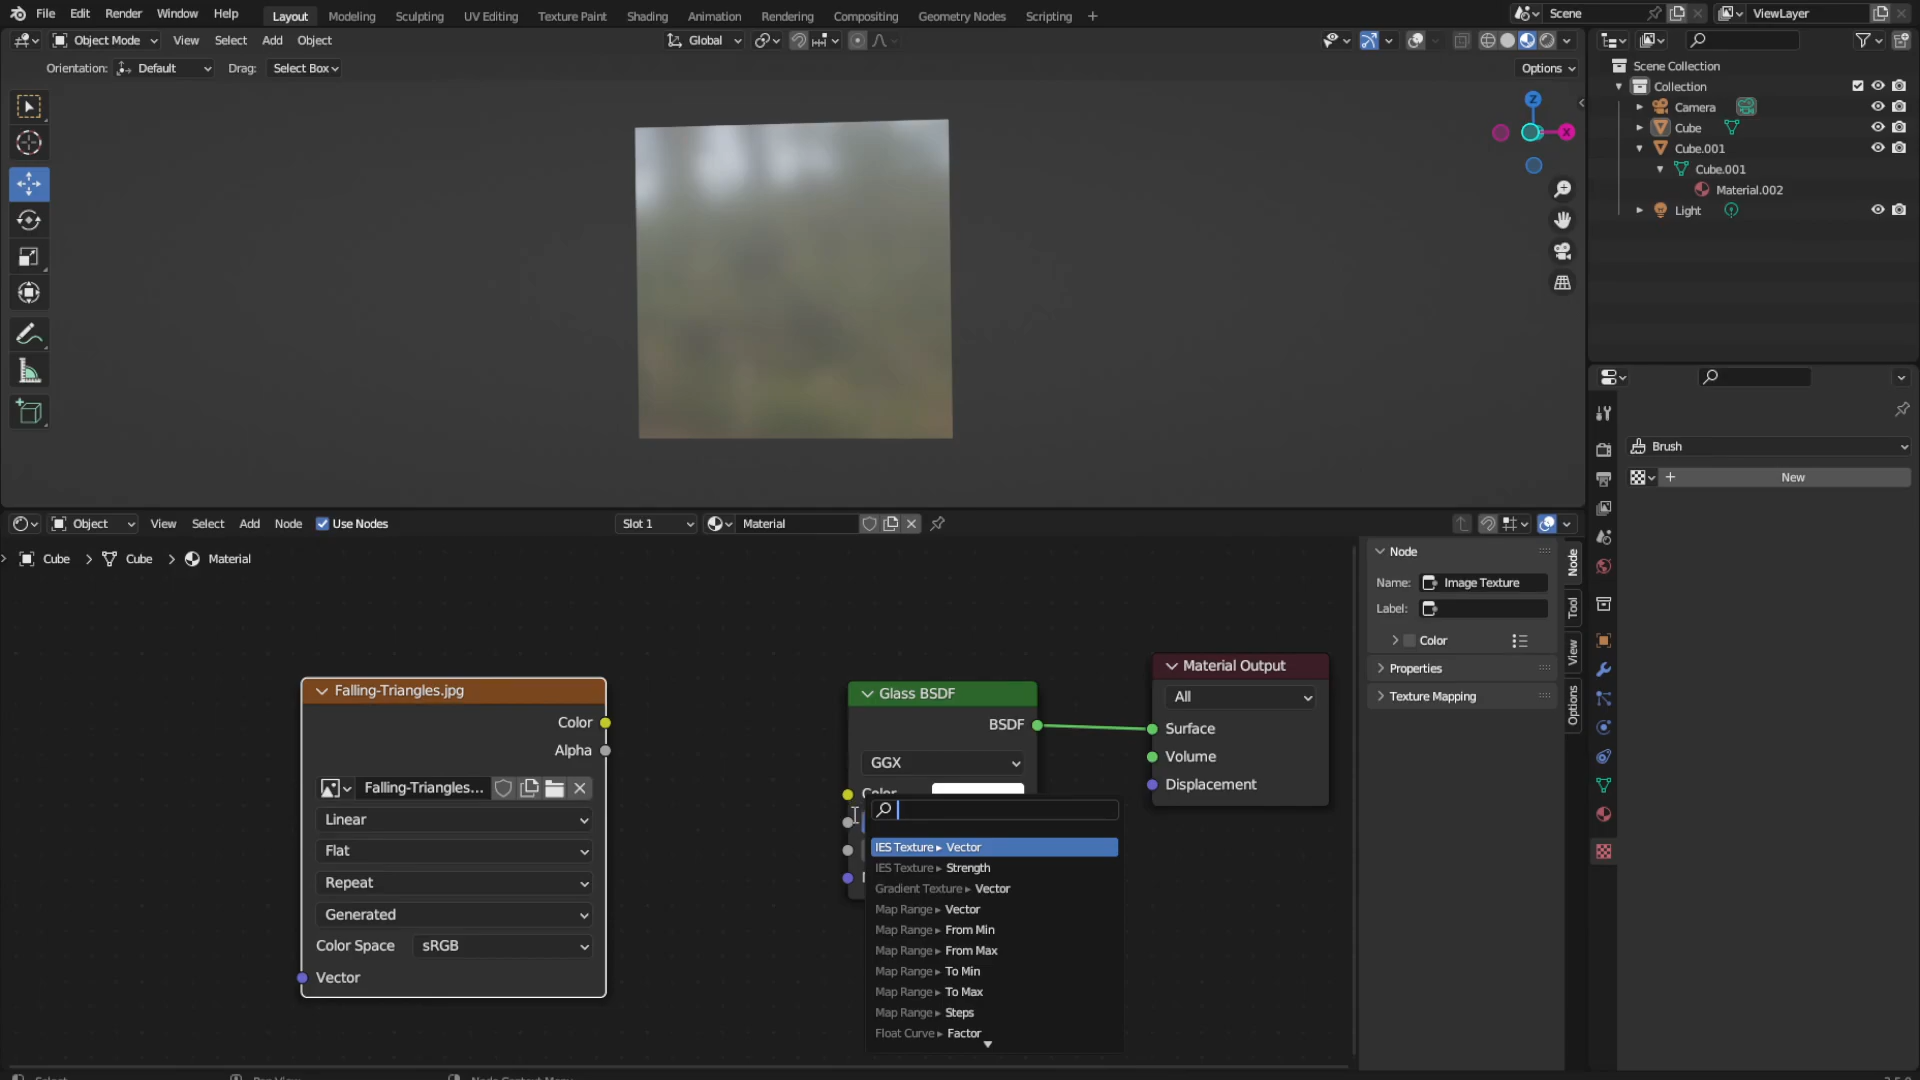 File Edit Render Window Help Layout Modeling Sculpting UV Editing Texture Paint Shading Animation Rendering Compositing Geometry Nodes Scripting + Scene ViewLayer
Object Mode View Select Add Object Global
Orientation: Default Drag: Select Box Options
Scene Collection
Collection
Camera
Cube
Cube.001
Cube.001
Material.002
Light
Z
X
Brush
+ New
Object View Select Add Node Use Nodes Slot 1 Material
Cube > Cube > Material
Falling-Triangles.jpg
Color
Alpha
Falling-Triangles...
Linear
Flat
Repeat
Generated
Color Space sRGB
Vector
Glass BSDF
BSDF
GGX
Color
IES Texture ▸ Vector
IES Texture ▸ Strength
Gradient Texture ▸ Vector
Map Range ▸ Vector
Map Range ▸ From Min
Map Range ▸ From Max
Map Range ▸ To Min
Map Range ▸ To Max
Map Range ▸ Steps
Float Curve ▸ Factor
Material Output
All
Surface
Volume
Displacement
Node
Name: Image Texture
Label:
Color
Properties
Texture Mapping
Node
Tool
View
Options